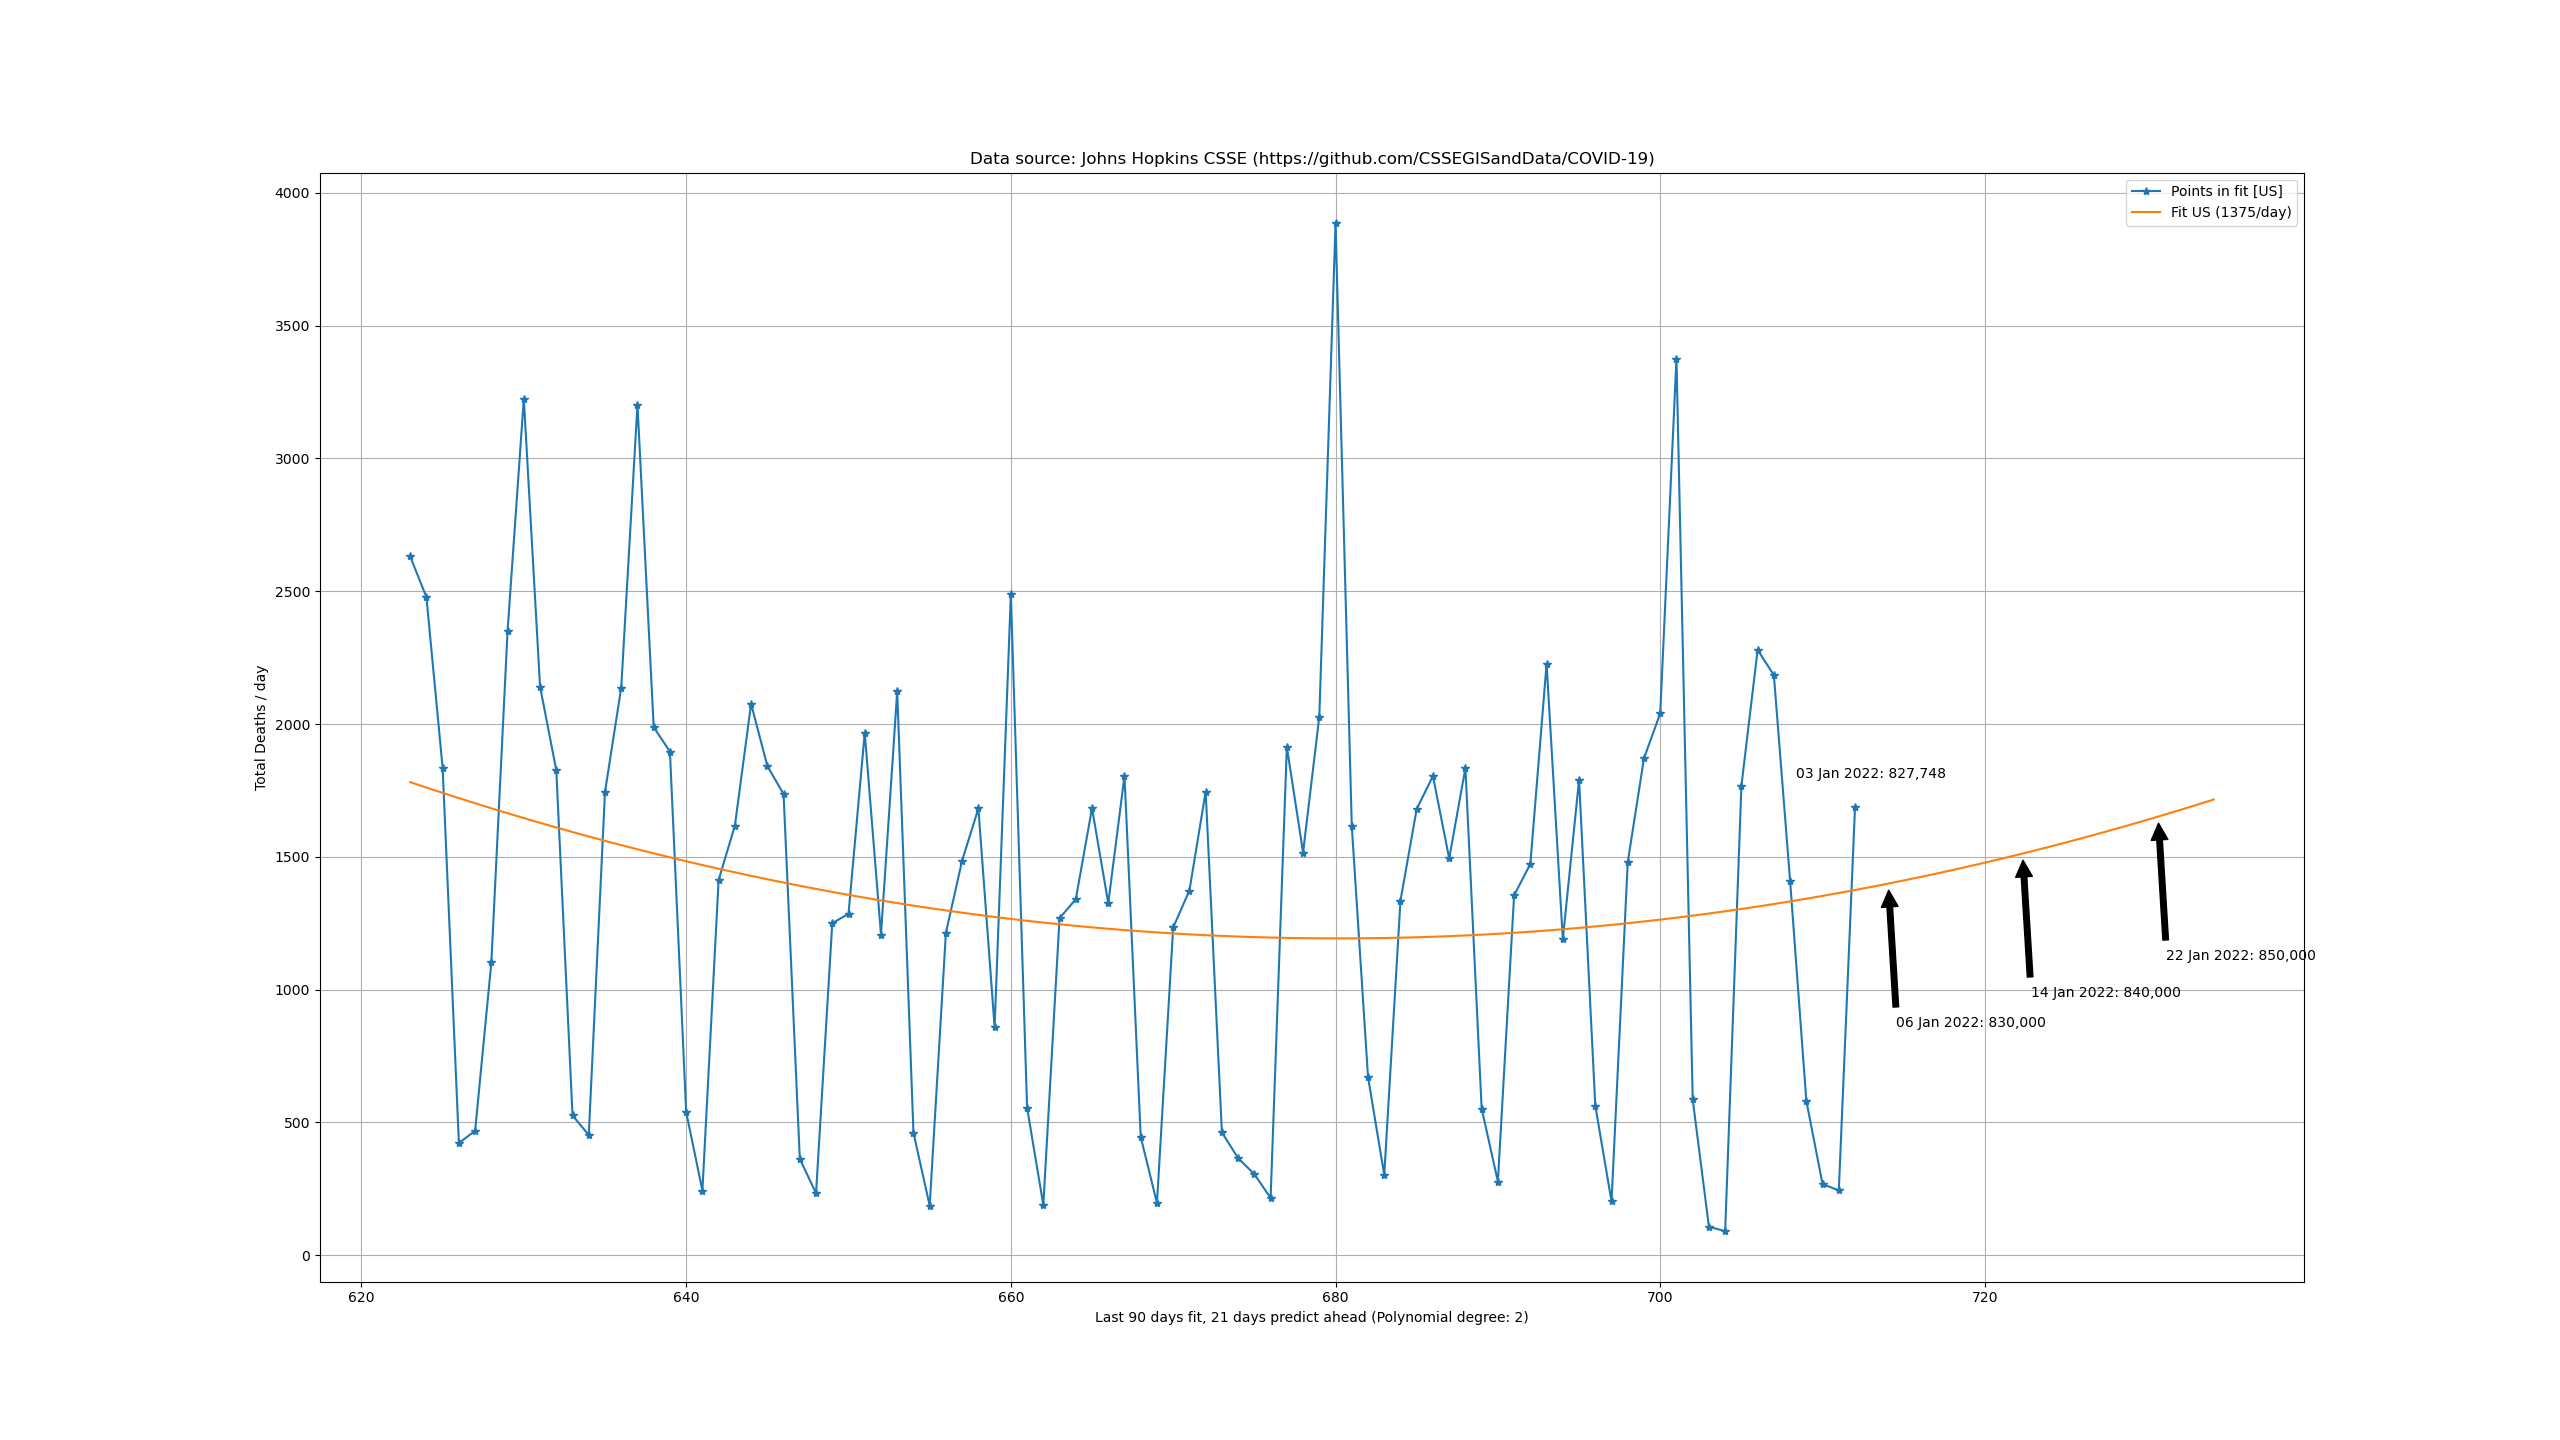 Data source: Johns Hopkins CSSE (https://github.com/CSSEGISandData/COVID-19)
Points in fit [US]
Fit US (1375/day)
4000
3500
3000
2500
2000
1500
1000
500
0
Total Deaths / day
03 Jan 2022: 827,748
22 Jan 2022: 850,000
14 Jan 2022: 840,000
06 Jan 2022: 830,000
620 640 660 680 700 720
Last 90 days fit, 21 days predict ahead (Polynomial degree: 2)